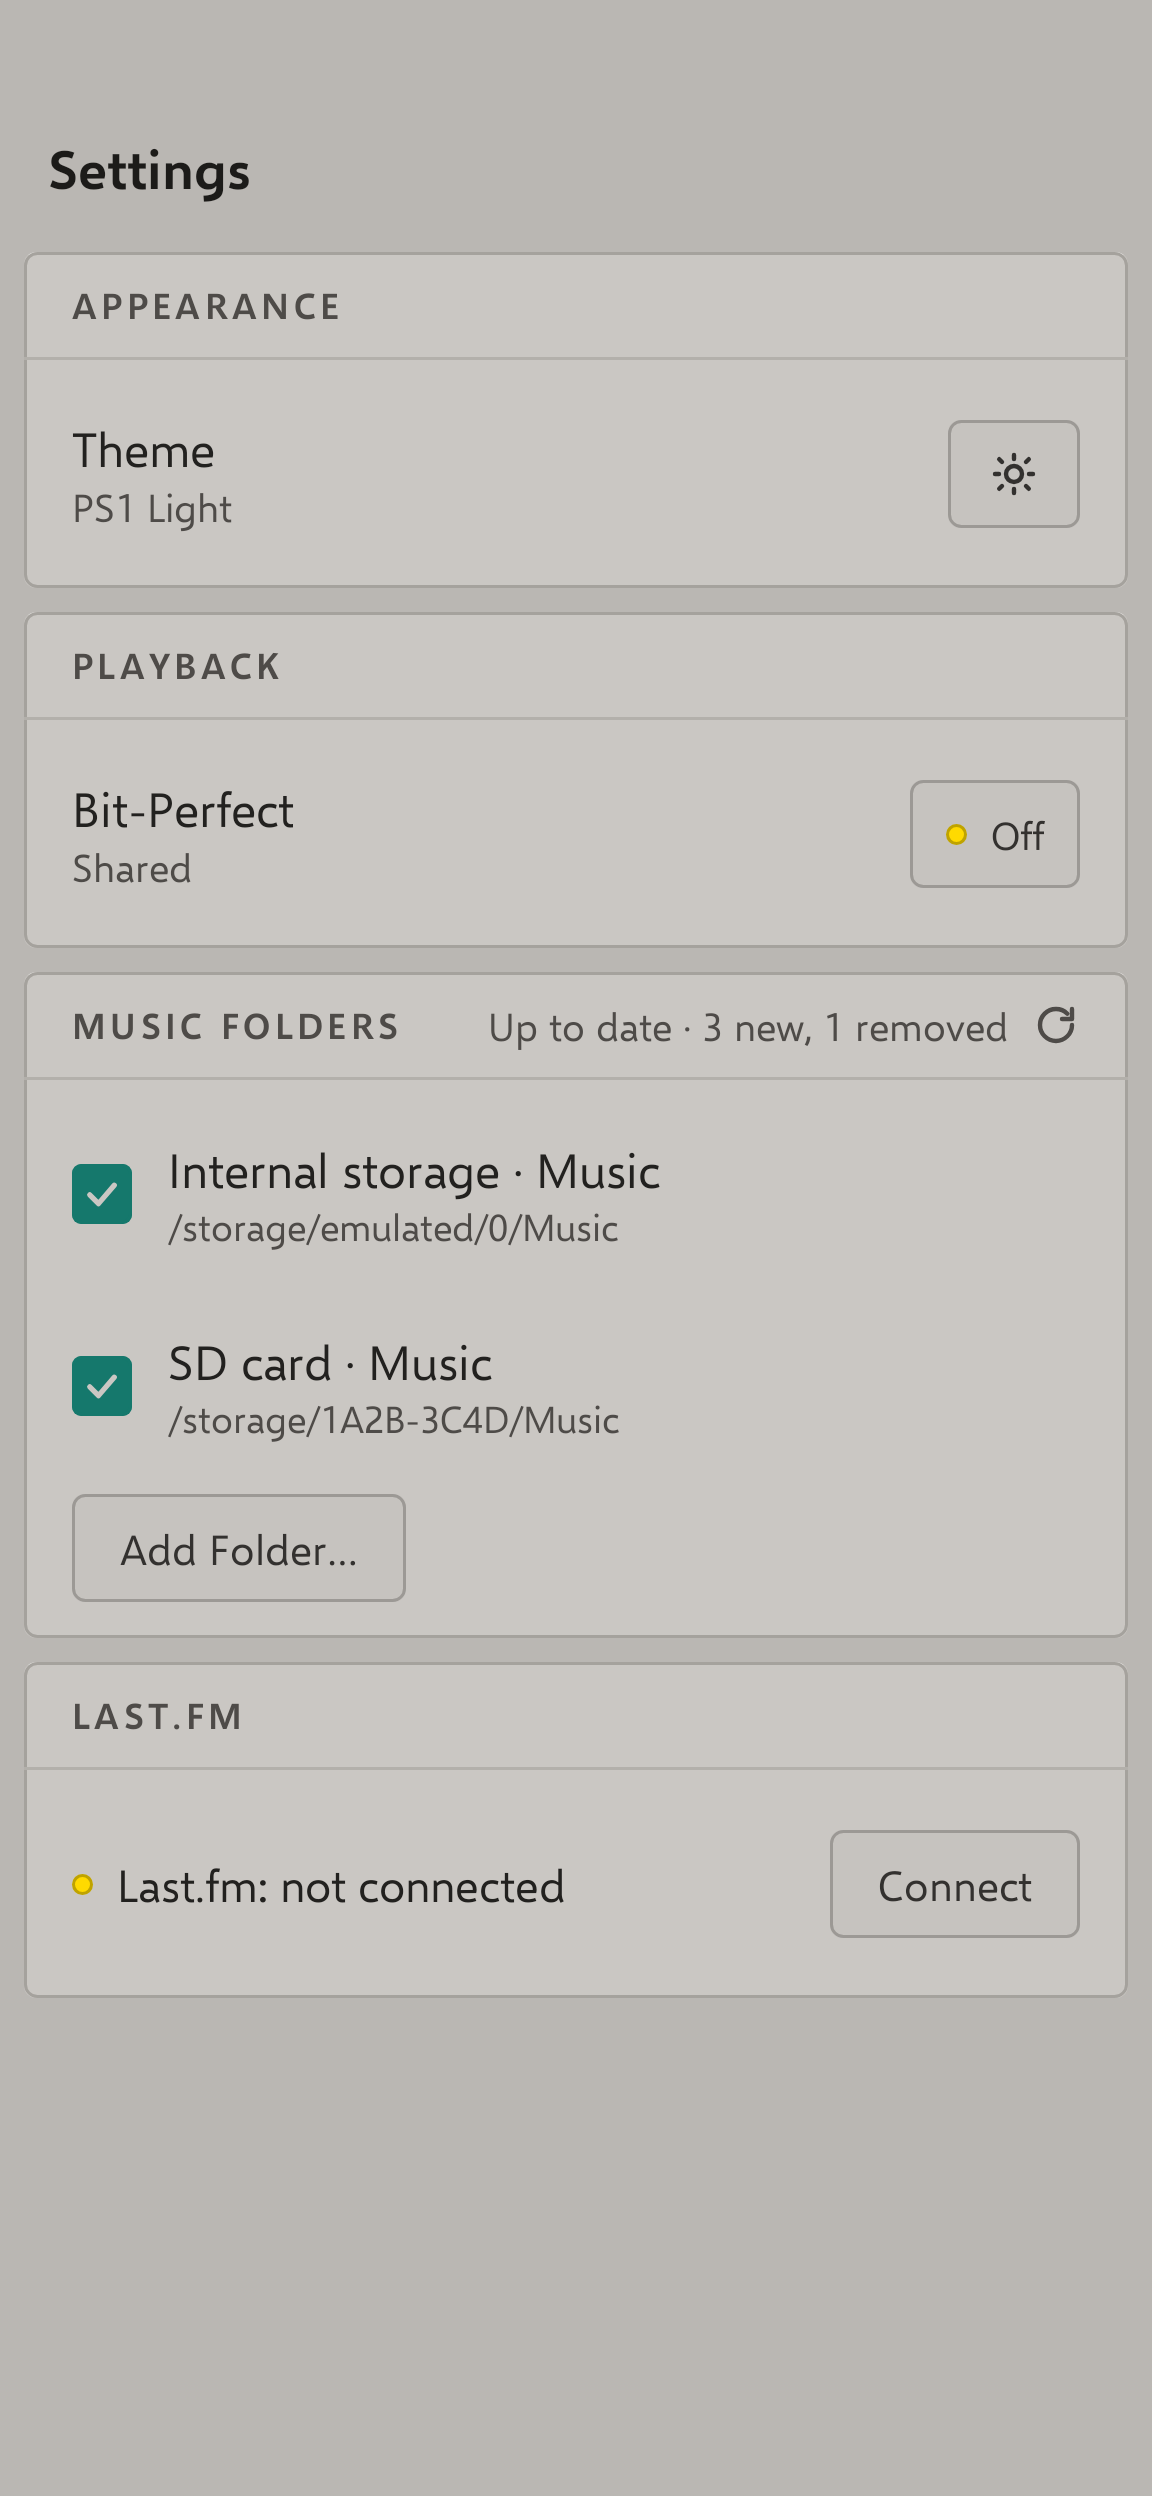 Settings
APPEARANCE
Theme
PS1 Light
PLAYBACK
Bit-Perfect
Shared
Off
MUSIC FOLDERS
Up to date · 3 new, 1 removed
Internal storage · Music
/storage/emulated/0/Music
SD card · Music
/storage/1A2B-3C4D/Music
Add Folder...
LAST.FM
Last.fm: not connected
Connect